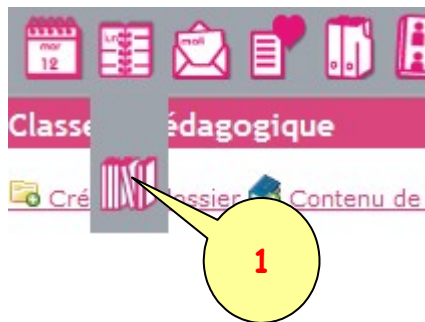 mar
12
mail
Classe édagogique
Cré ossier Contenu de
1